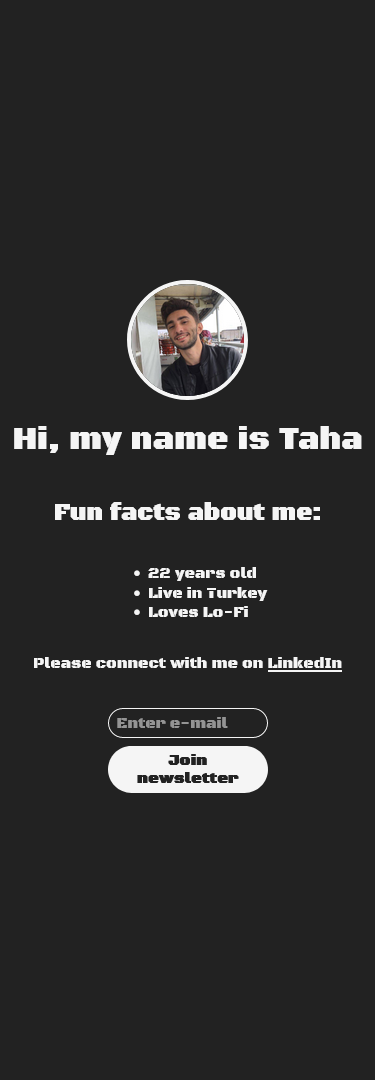 Hi, my name is Taha
Fun facts about me:
• 22 years old
• Live in Turkey
• Loves Lo-Fi
Please connect with me on LinkedIn
Enter e-mail
Join
newsletter